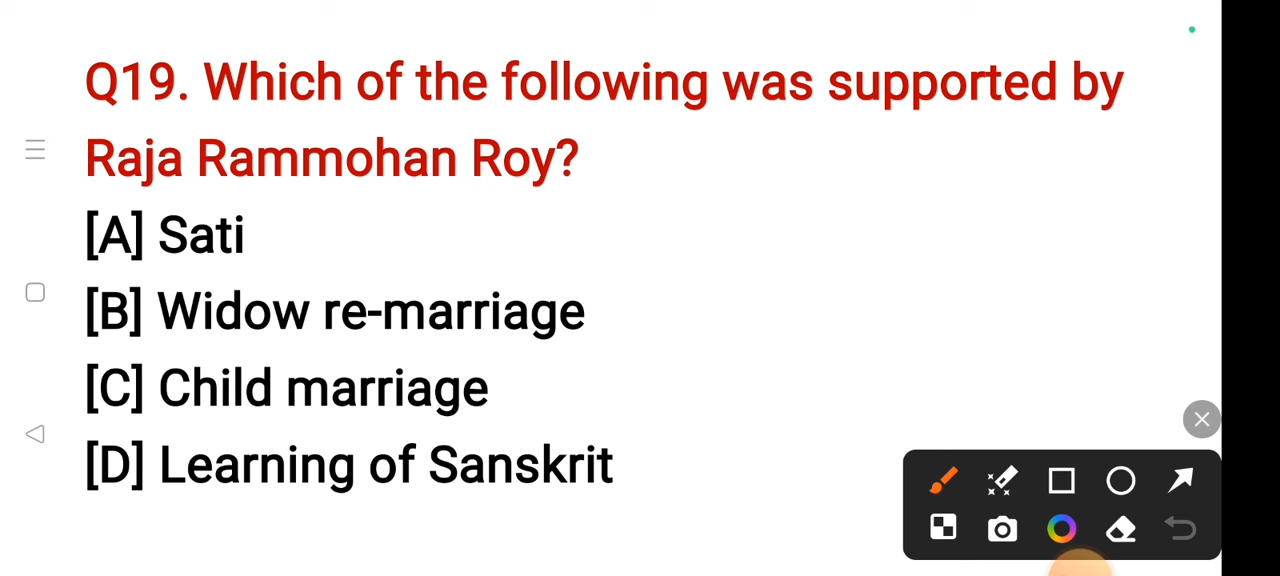 Q19. Which of the following was supported by
Raja Rammohan Roy?
[A] Sati
[B] Widow re-marriage
[C] Child marriage
[D] Learning of Sanskrit